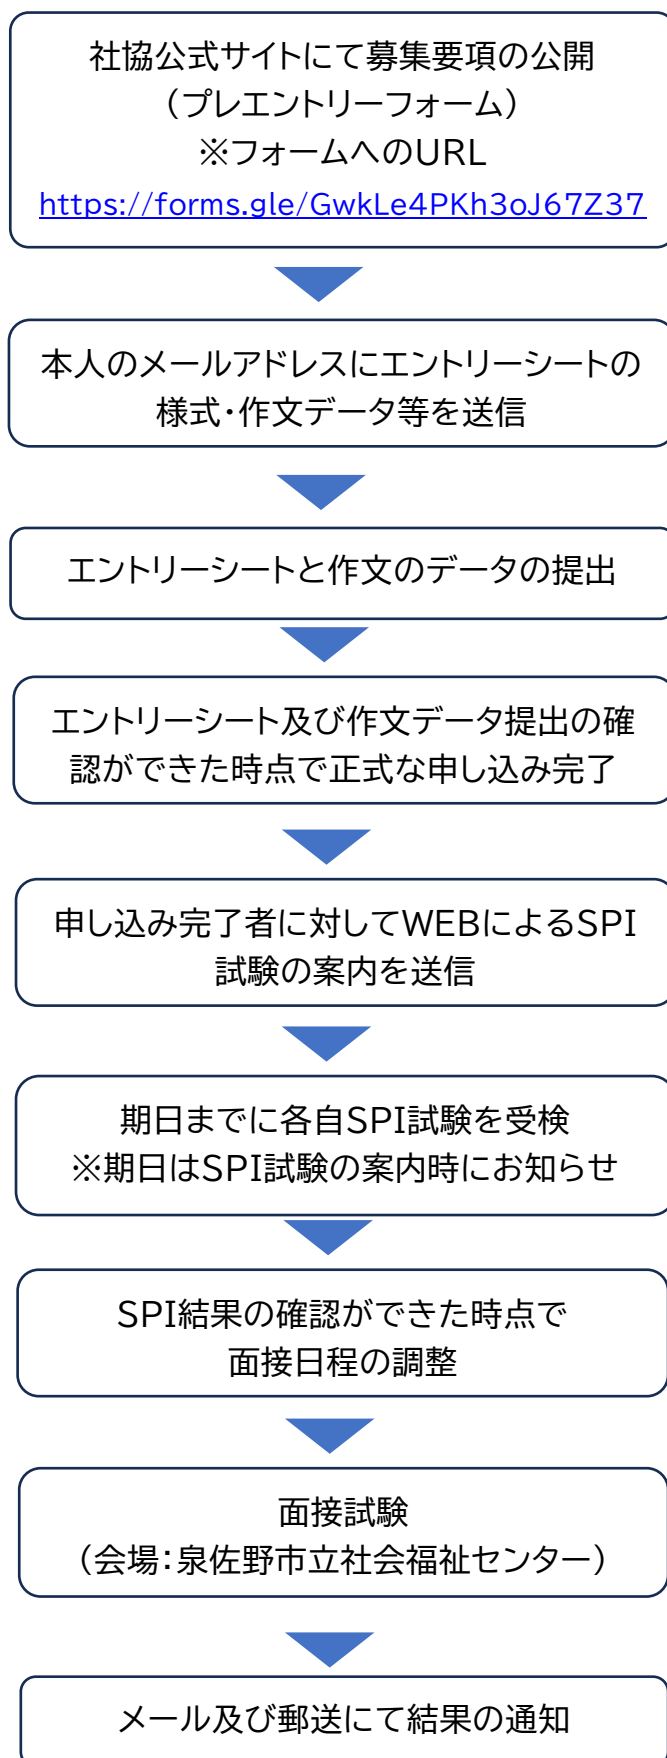 社協公式サイトにて募集要項の公開
（プレエントリーフォーム）
※フォームへのURL
https://forms.gle/GwkLe4PKh3oJ67Z37
本人のメールアドレスにエントリーシートの
様式・作文データ等を送信
エントリーシートと作文のデータの提出
エントリーシート及び作文データ提出の確
認ができた時点で正式な申し込み完了
申し込み完了者に対してWEBによるSPI
試験の案内を送信
期日までに各自SPI試験を受検
※期日はSPI試験の案内時にお知らせ
SPI結果の確認ができた時点で
面接日程の調整
面接試験
（会場：泉佐野市立社会福祉センター）
メール及び郵送にて結果の通知